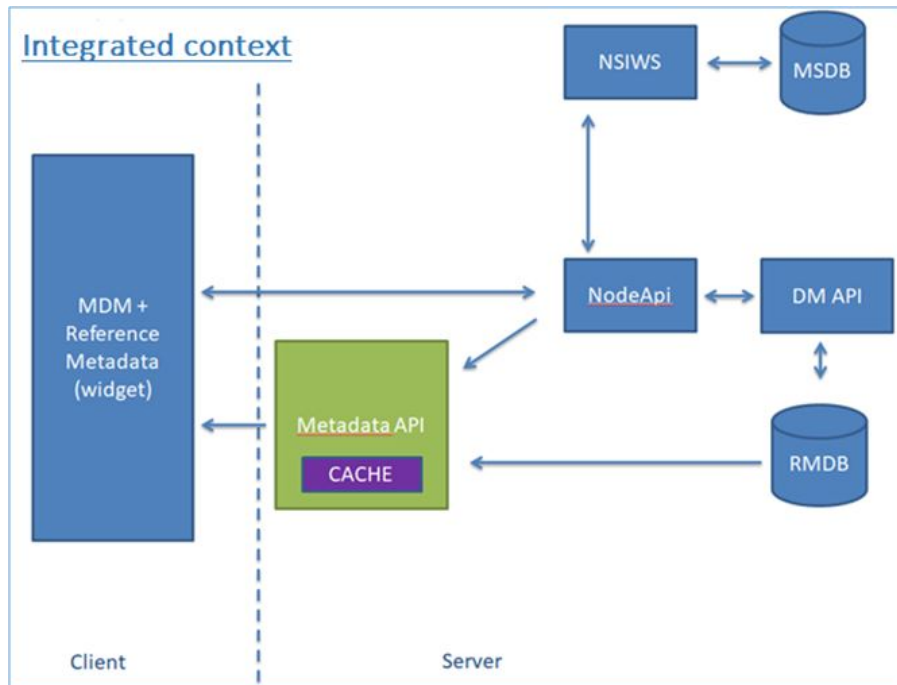 Integrated context
NSIWS
MSDB
MDM +
Reference
Metadata
(widget)
NodeApi
DM API
Metadata API
CACHE
RMDB
Client
Server